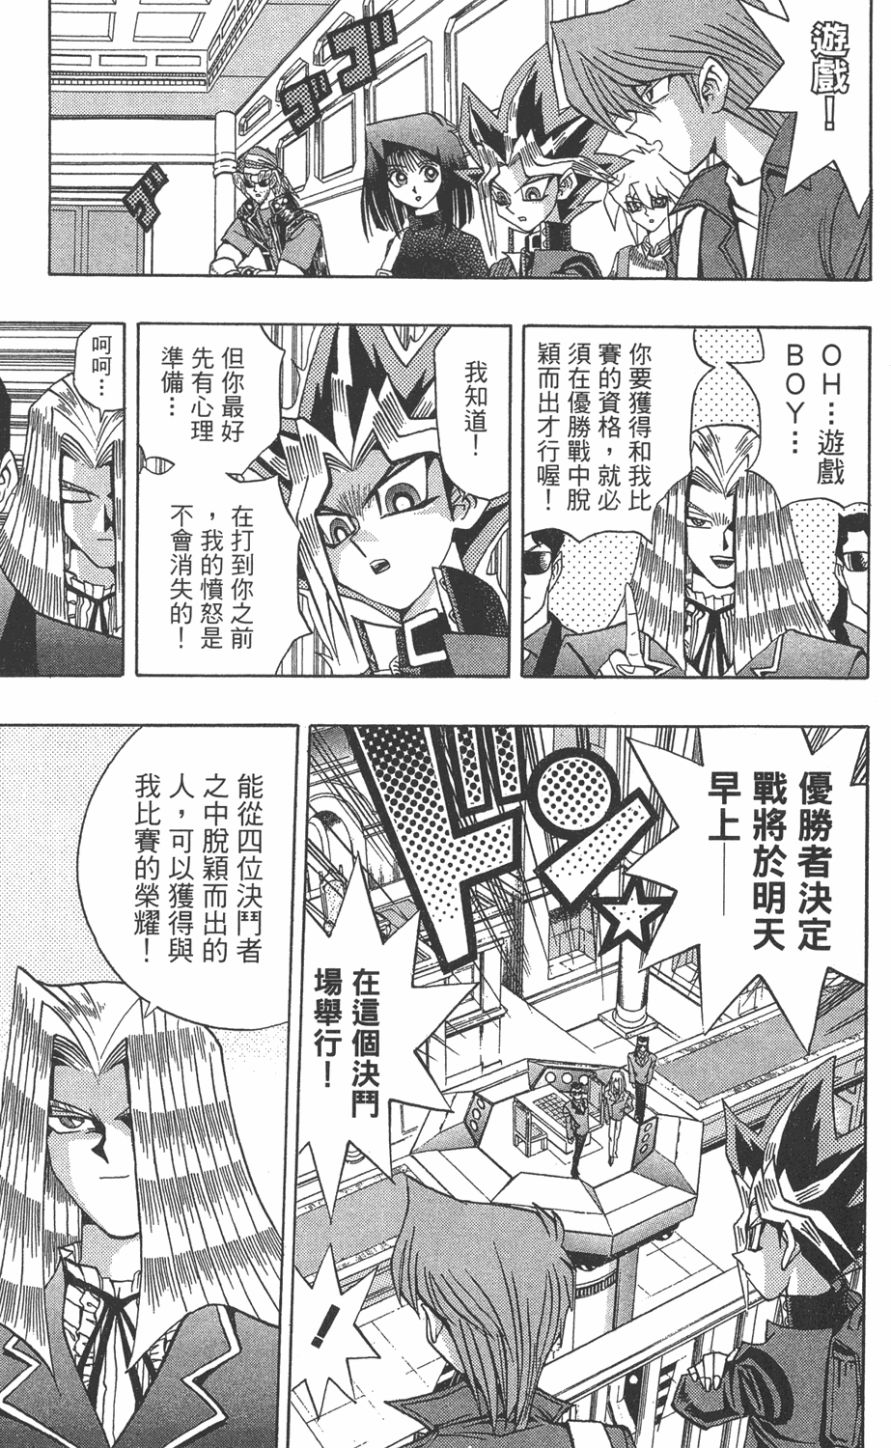 遊戲！
ゴゴゴ
OH…遊戲
BOY…
你要獲得和我比
賽的資格，就必
須在優勝戰中脫
穎而出才行喔！
我知道！
但你最好
先有心理
準備…
在打到你之前
，我的憤怒是
不會消失的！
呵呵…
優勝者決定
戰將於明天
早上──
ドン
在這個決鬥
場舉行！
！
能從四位決鬥者
之中脫穎而出的
人，可以獲得與
我比賽的榮耀！